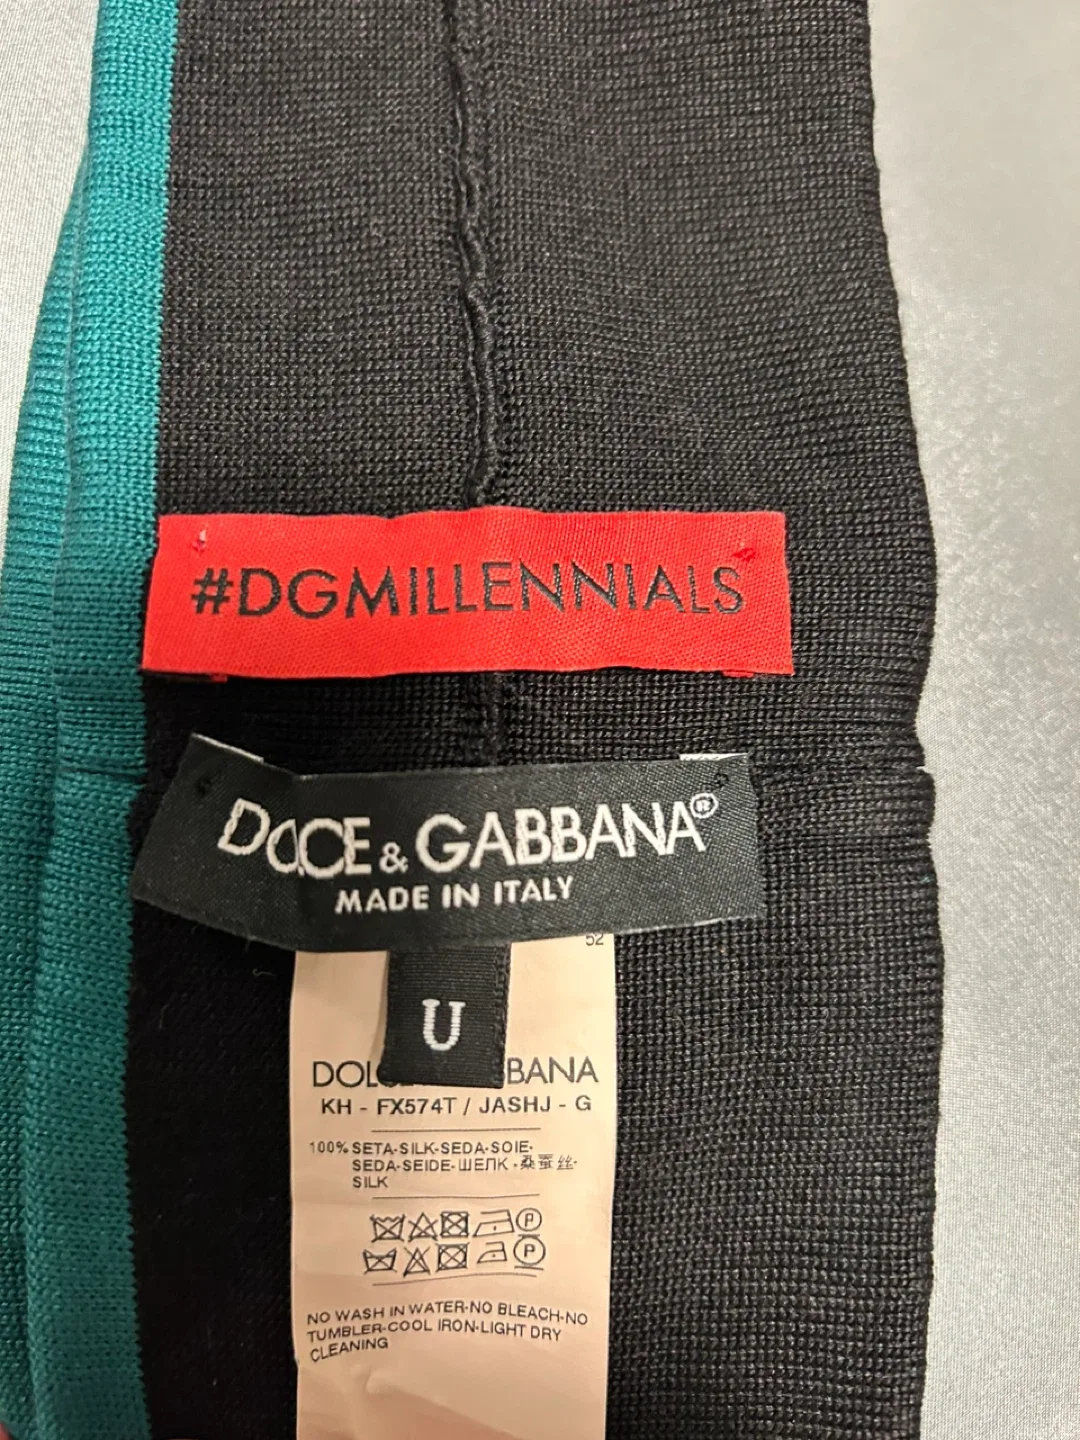 #DGMILLENNIALS
DOLCE & GABBANA®
MADE IN ITALY
52
U
DOL BANA
KH - FX574T / JASHJ - G
100% SETA-SILK-SEDA-SOIE-
SEDA-SEIDE-ШЕЛК-桑蚕丝-
SILK
NO WASH IN WATER-NO BLEACH-NO
TUMBLER-COOL IRON-LIGHT DRY
CLEANING